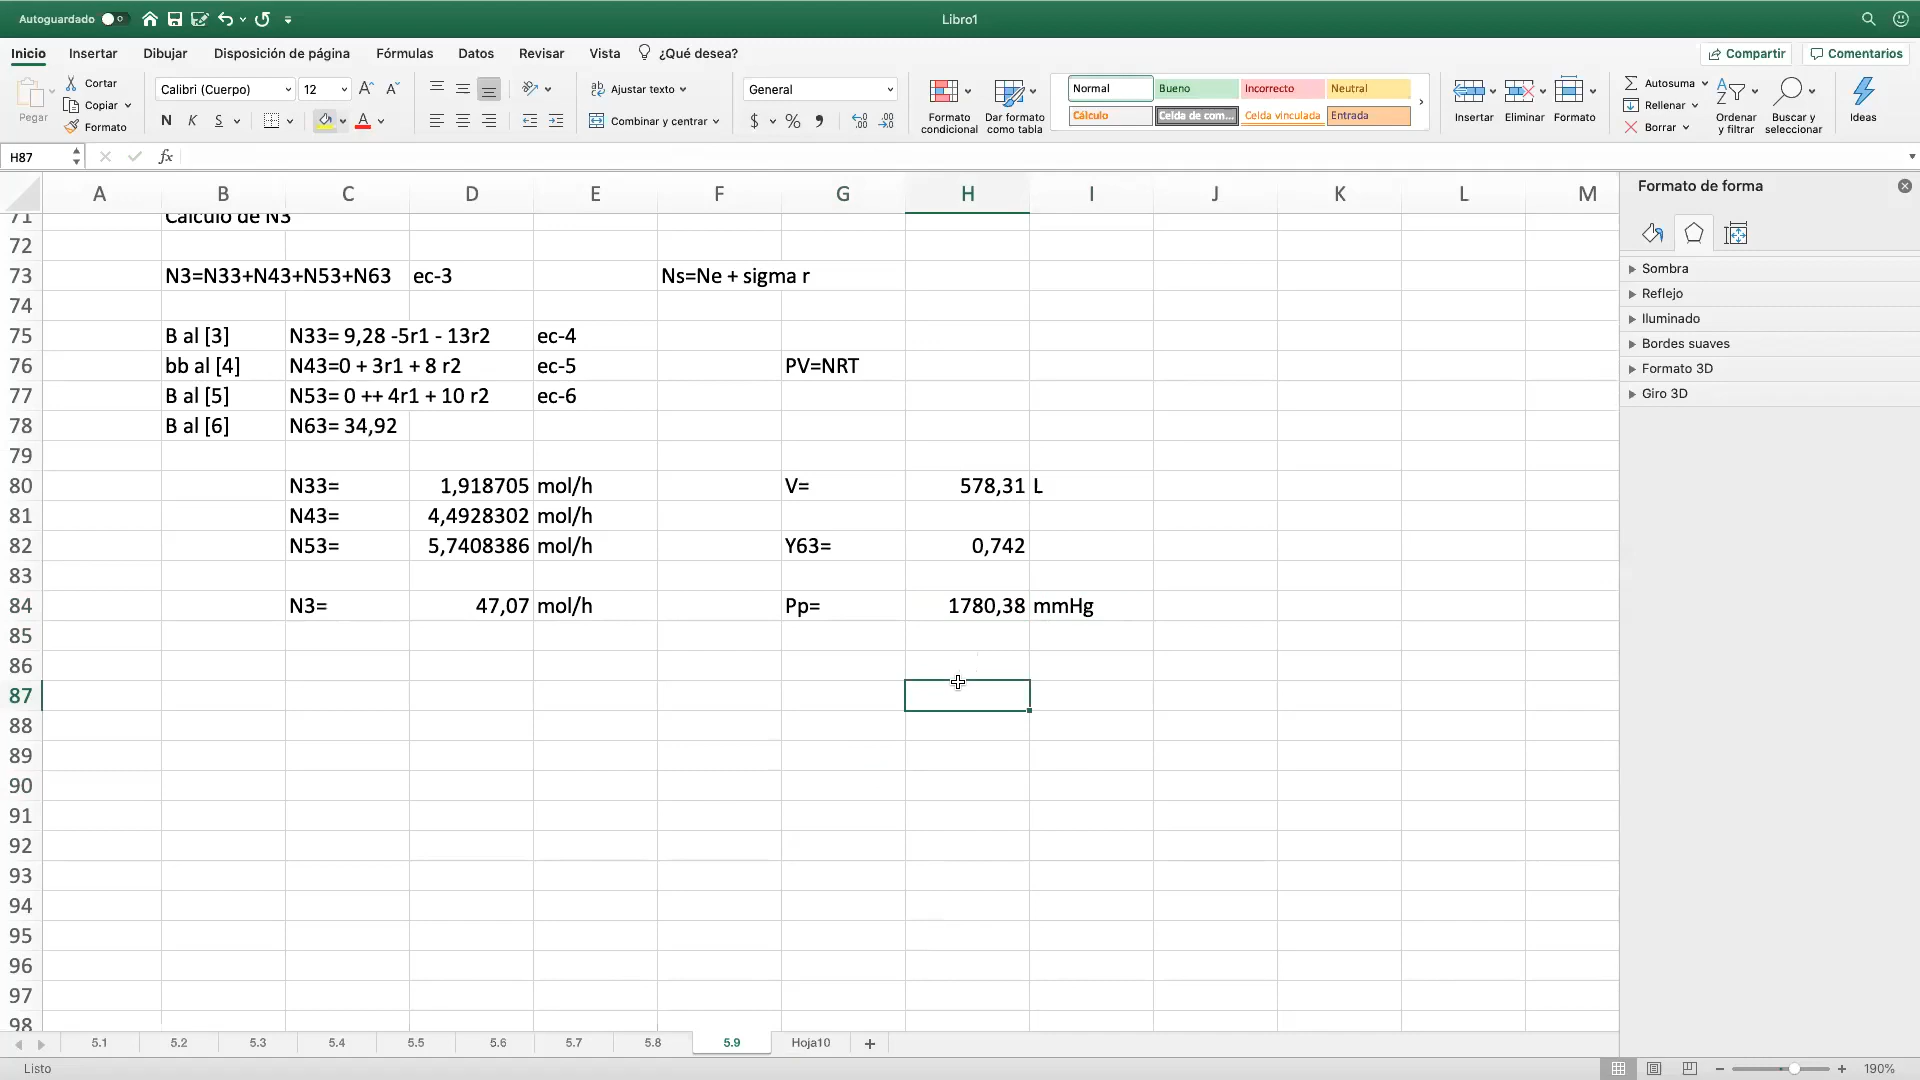 Autoguardado
Libro1
Inicio Insertar Dibujar Disposición de página Fórmulas Datos Revisar Vista ¿Qué desea? Compartir Comentarios
Pegar
Cortar
Copiar
Formato
Calibri (Cuerpo) 12 A A
N K S A
ab Ajustar texto
Combinar y centrar
General
$ %
Formato condicional
Dar formato como tabla
Normal Bueno Incorrecto Neutral
Cálculo Celda de com... Celda vinculada Entrada
Insertar Eliminar Formato
Autosuma
Rellenar
Borrar
Ordenar y filtrar
Buscar y seleccionar
Ideas
H87 fx
A B C D E F G H I J K L M
71 Calculo de N3
72
73 N3=N33+N43+N53+N63 ec-3 Ns=Ne + sigma r
74
75 B al [3] N33= 9,28 -5r1 - 13r2 ec-4
76 bb al [4] N43=0 + 3r1 + 8 r2 ec-5 PV=NRT
77 B al [5] N53= 0 ++ 4r1 + 10 r2 ec-6
78 B al [6] N63= 34,92
79
80 N33= 1,918705 mol/h V= 578,31 L
81 N43= 4,4928302 mol/h
82 N53= 5,7408386 mol/h Y63= 0,742
83
84 N3= 47,07 mol/h Pp= 1780,38 mmHg
85
86
87
88
89
90
91
92
93
94
95
96
97
98
Formato de forma
Sombra
Reflejo
Iluminado
Bordes suaves
Formato 3D
Giro 3D
5.1 5.2 5.3 5.4 5.5 5.6 5.7 5.8 5.9 Hoja10 +
Listo 190%